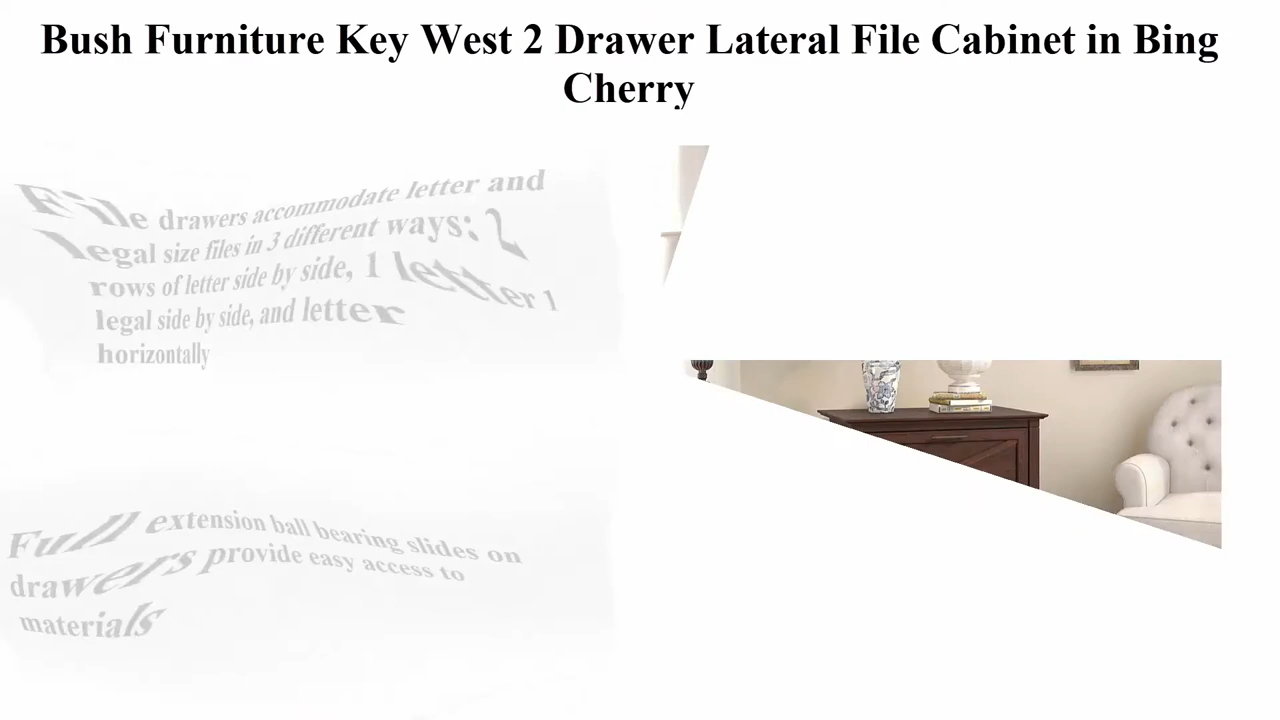 Bush Furniture Key West 2 Drawer Lateral File Cabinet in Bing
Cherry
File drawers accommodate letter and
legal size files in 3 different ways: 2
rows of letter side by side, 1 letter 1
legal side by side, and letter
horizontally
Full extension ball bearing slides on
drawers provide easy access to
materials